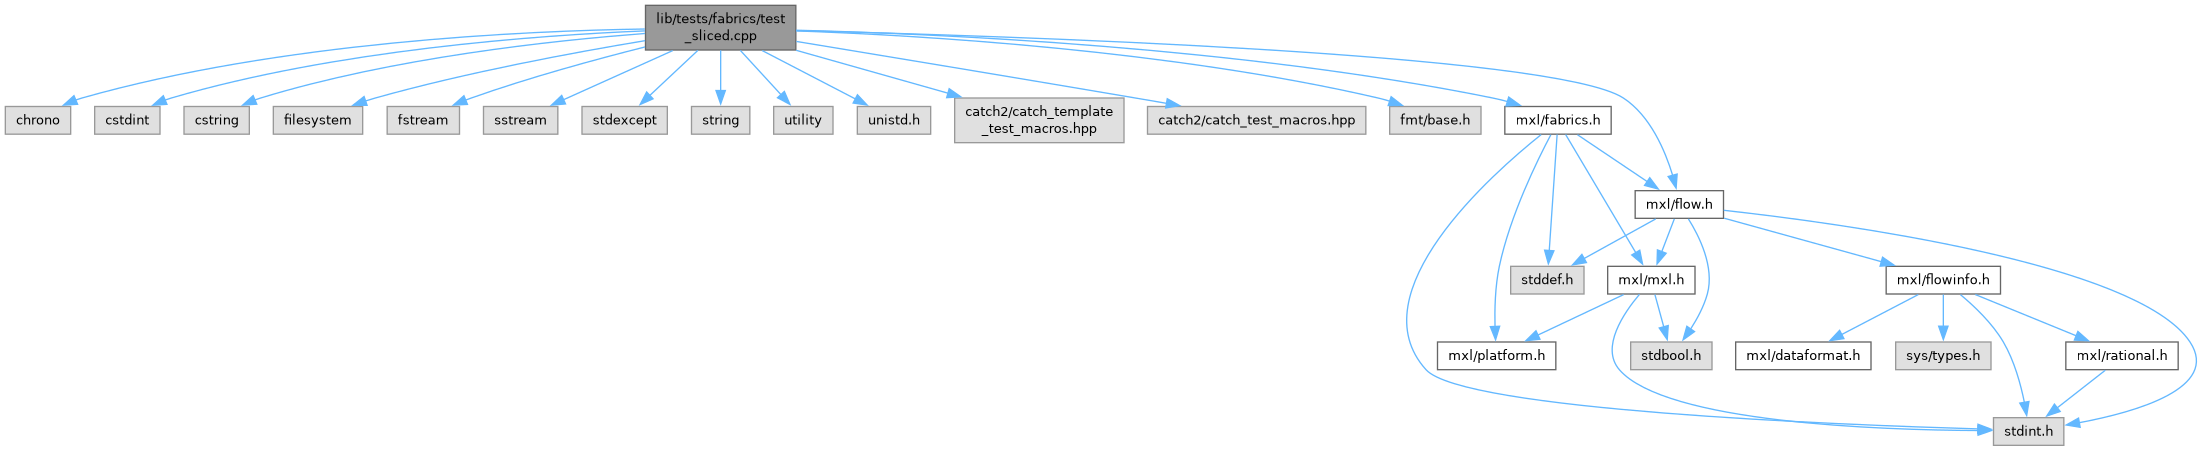 lib/tests/fabrics/test
_sliced.cpp
chrono
cstdint
cstring
filesystem
fstream
sstream
stdexcept
string
utility
unistd.h
catch2/catch_template
_test_macros.hpp
catch2/catch_test_macros.hpp
fmt/base.h
mxl/fabrics.h
mxl/flow.h
stddef.h
mxl/mxl.h
mxl/flowinfo.h
mxl/platform.h
stdbool.h
mxl/dataformat.h
sys/types.h
mxl/rational.h
stdint.h